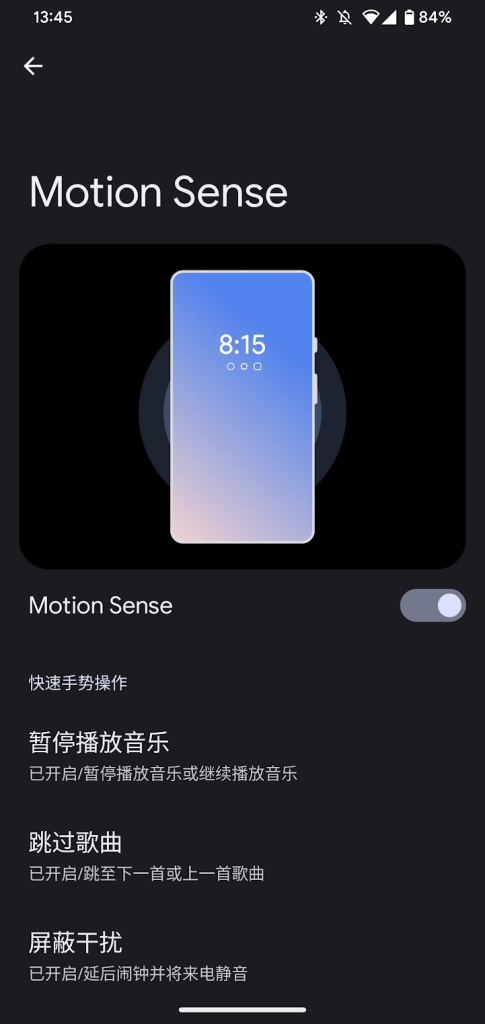 13:45
84%
Motion Sense
8:15
Motion Sense
快速手势操作
暂停播放音乐
已开启/暂停播放音乐或继续播放音乐
跳过歌曲
已开启/跳至下一首或上一首歌曲
屏蔽干扰
已开启/延后闹钟并将来电静音